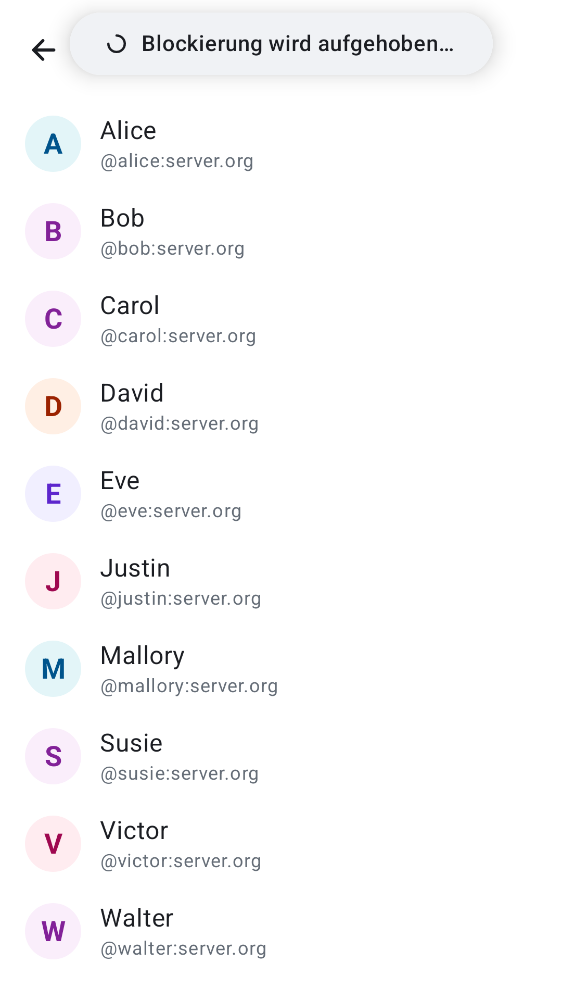 Blockierung wird aufgehoben…
A
Alice
@alice:server.org
B
Bob
@bob:server.org
C
Carol
@carol:server.org
D
David
@david:server.org
E
Eve
@eve:server.org
J
Justin
@justin:server.org
M
Mallory
@mallory:server.org
S
Susie
@susie:server.org
V
Victor
@victor:server.org
W
Walter
@walter:server.org